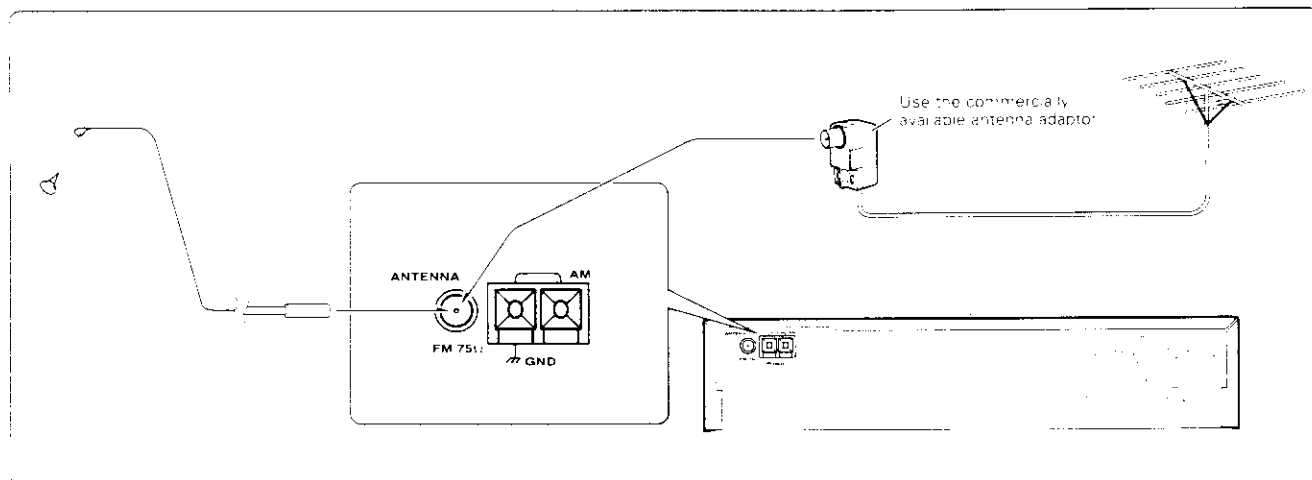 Use the commercially
available antenna adaptor
ANTENNA
AM
FM 75Ω
GND